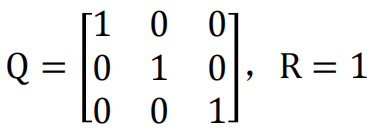 Q = [1 0 0
0 1 0
0 0 1], R = 1